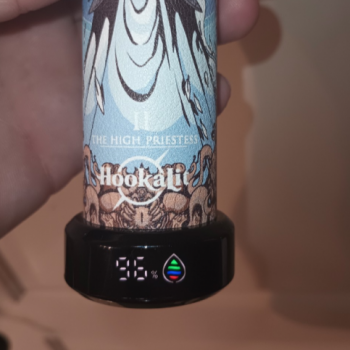 II
THE HIGH PRIESTESS
HookaLit
96%